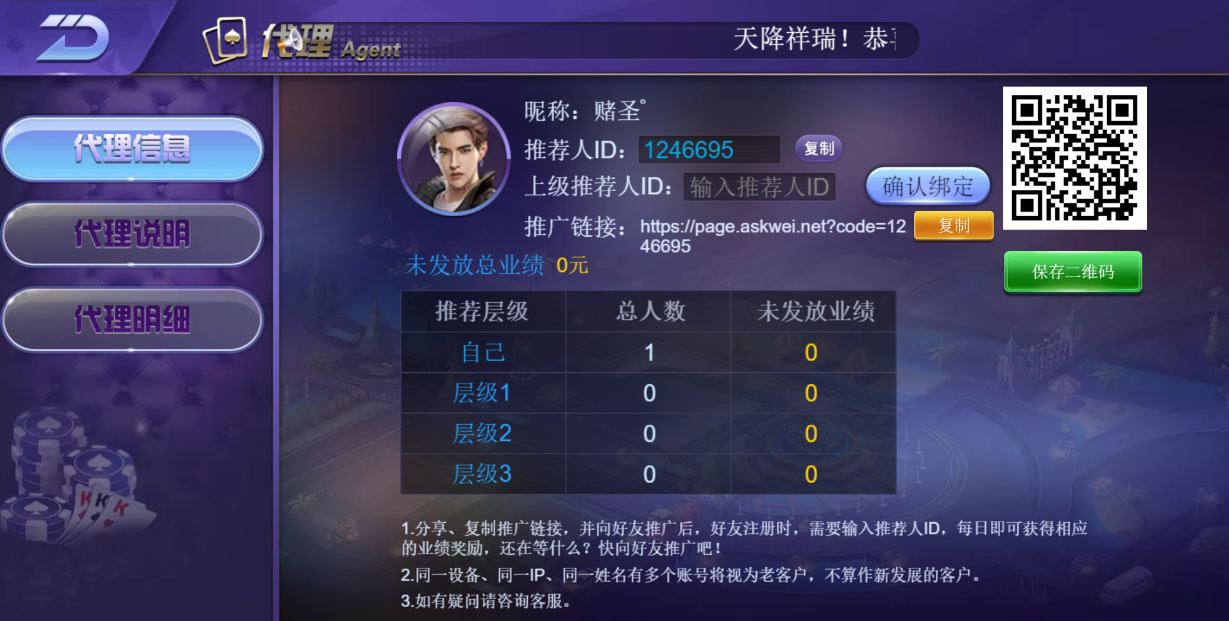 代理 Agent
天降祥瑞！恭
代理信息
代理说明
代理明细
昵称：赌圣°
推荐人ID：1246695 复制
上级推荐人ID：输入推荐人ID 确认绑定
推广链接：https://page.askwei.net?code=12
46695 复制
保存二维码
未发放总业绩 0元
推荐层级 总人数 未发放业绩
自己 1 0
层级1 0 0
层级2 0 0
层级3 0 0
1.分享、复制推广链接，并向好友推广后，好友注册时，需要输入推荐人ID，每日即可获得相应
的业绩奖励，还在等什么？快向好友推广吧！
2.同一设备、同一IP、同一姓名有多个账号将视为老客户，不算作新发展的客户。
3.如有疑问请咨询客服。
K K K